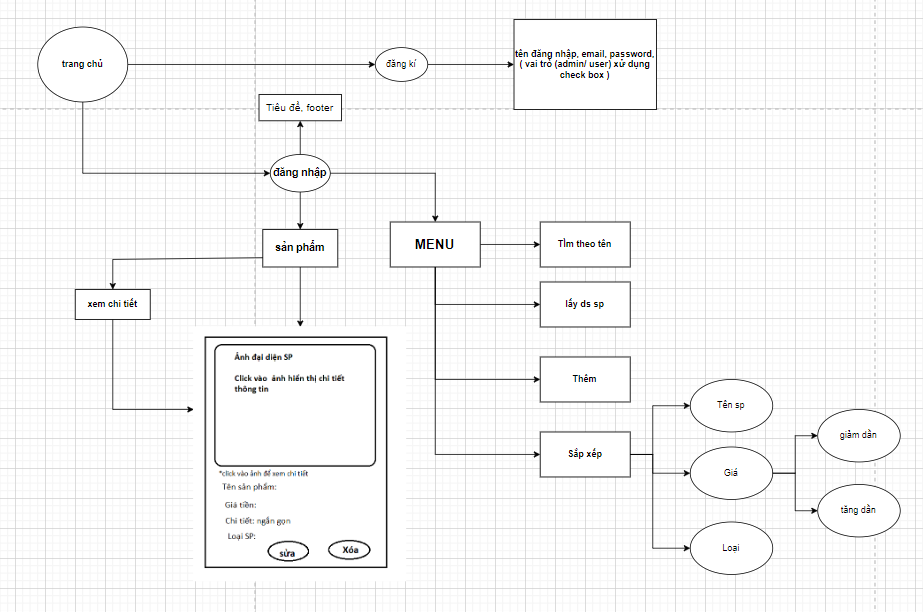 trang chủ
đăng kí
tên đăng nhập, email, password,
( vai trò (admin/ user) xử dụng
check box )
Tiêu đề, footer
đăng nhập
sản phẩm
MENU
TÌm theo tên
xem chi tiết
lấy ds sp
Thêm
Sắp xếp
Tên sp
Giá
Loại
giảm dần
tăng dần
Ảnh đại diện SP
Click vào ảnh hiển thị chi tiết
thông tin
*click vào ảnh để xem chi tiết
Tên sản phẩm:
Giá tiền:
Chi tiết: ngắn gọn
Loại SP:
sửa
Xóa